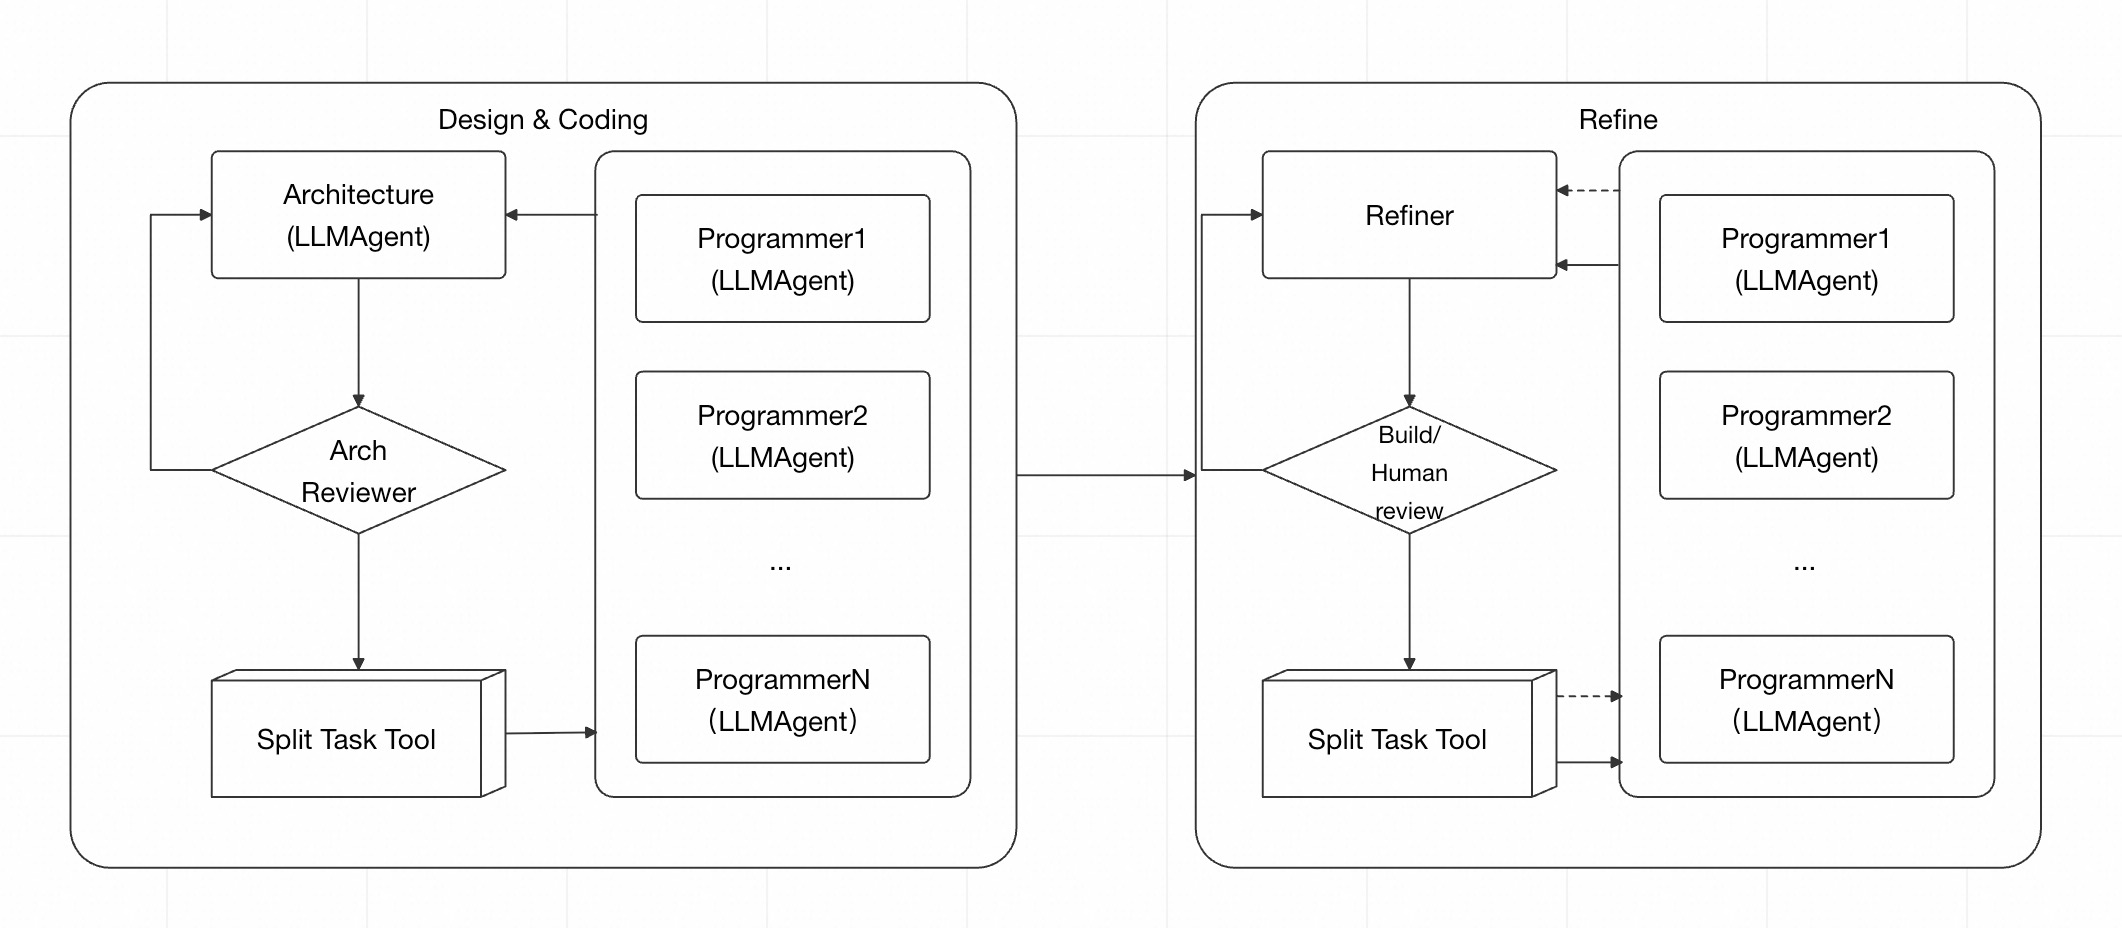 Design & Coding
Architecture
(LLMAgent)
Arch
Reviewer
Split Task Tool
Programmer1
(LLMAgent)
Programmer2
(LLMAgent)
...
ProgrammerN
(LLMAgent)
Refine
Refiner
Build/
Human
review
Split Task Tool
Programmer1
(LLMAgent)
Programmer2
(LLMAgent)
...
ProgrammerN
(LLMAgent)